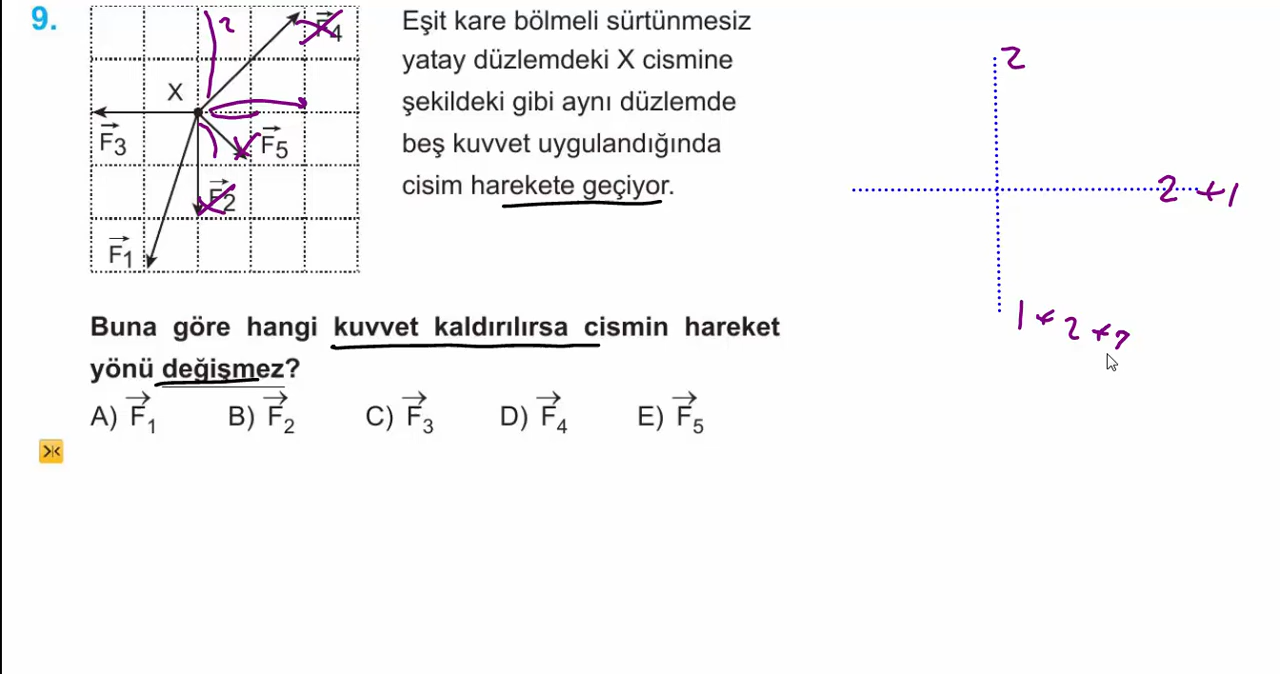 9.
Eşit kare bölmeli sürtünmesiz
yatay düzlemdeki X cismine
şekildeki gibi aynı düzlemde
beş kuvvet uygulandığında
cisim harekete geçiyor.
2
F4
X
F3
F5
F2
F1
2
2 + 1
1 + 2 +
Buna göre hangi kuvvet kaldırılırsa cismin hareket
yönü değişmez?
A) F1 B) F2 C) F3 D) F4 E) F5